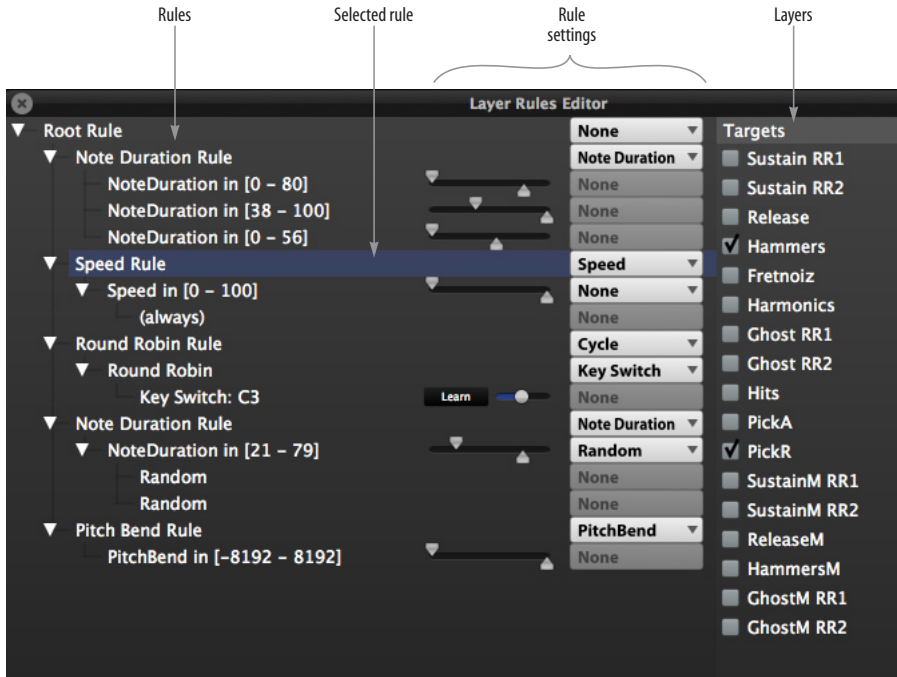 Rules Selected rule Rule settings Layers
Layer Rules Editor
Root Rule None Targets
Note Duration Rule Note Duration Sustain RR1
NoteDuration in [0 – 80] None Sustain RR2
NoteDuration in [38 – 100] None Release
NoteDuration in [0 – 56] None Hammers
Speed Rule Speed Fretnoiz
Speed in [0 – 100] None Harmonics
(always) None Ghost RR1
Round Robin Rule Cycle Ghost RR2
Round Robin Key Switch Hits
Key Switch: C3 Learn None PickA
Note Duration Rule Note Duration PickR
NoteDuration in [21 – 79] Random SustainM RR1
Random None SustainM RR2
Random None ReleaseM
Pitch Bend Rule PitchBend HammersM
PitchBend in [-8192 – 8192] None GhostM RR1
GhostM RR2